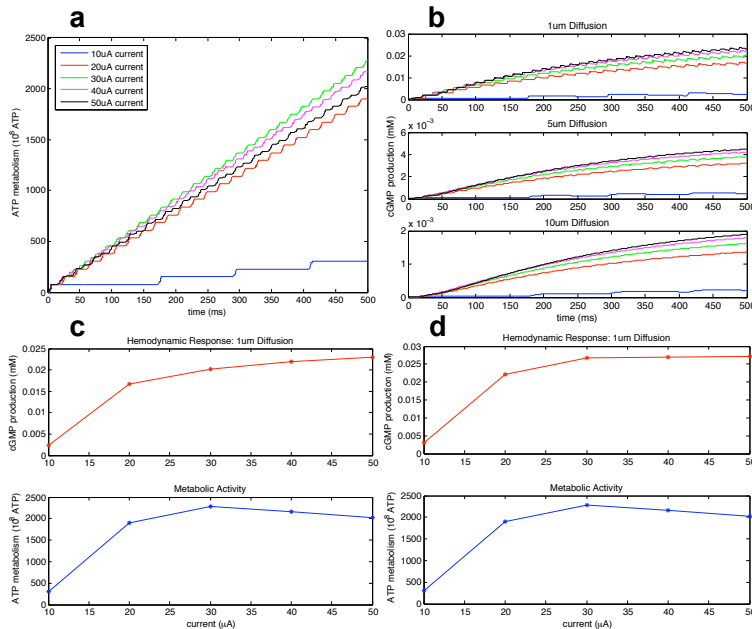 a
2500
2000
1500
1000
500
0
ATP metabolism (10⁸ ATP)
10uA current
20uA current
30uA current
40uA current
50uA current
0 50 100 150 200 250 300 350 400 450 500
time (ms)
b
1um Diffusion
0.03
0.02
0.01
0
0 50 100 150 200 250 300 350 400 450 500
x 10⁻³
5um Diffusion
6
4
2
0
0 50 100 150 200 250 300 350 400 450 500
cGMP production (mM)
x 10⁻³
10um Diffusion
2
1
0
0 50 100 150 200 250 300 350 400 450 500
time (ms)
c
Hemodynamic Response: 1um Diffusion
0.025
0.02
0.015
0.01
0.005
0
cGMP production (mM)
10 15 20 25 30 35 40 45 50
Metabolic Activity
2500
2000
1500
1000
500
0
ATP metabolism (10⁸ ATP)
10 15 20 25 30 35 40 45 50
current (μA)
d
Hemodynamic Response: 1um Diffusion
0.03
0.025
0.02
0.015
0.01
0.005
0
cGMP production (mM)
10 15 20 25 30 35 40 45 50
Metabolic Activity
2500
2000
1500
1000
500
0
ATP metabolism (10⁸ ATP)
10 15 20 25 30 35 40 45 50
current (μA)